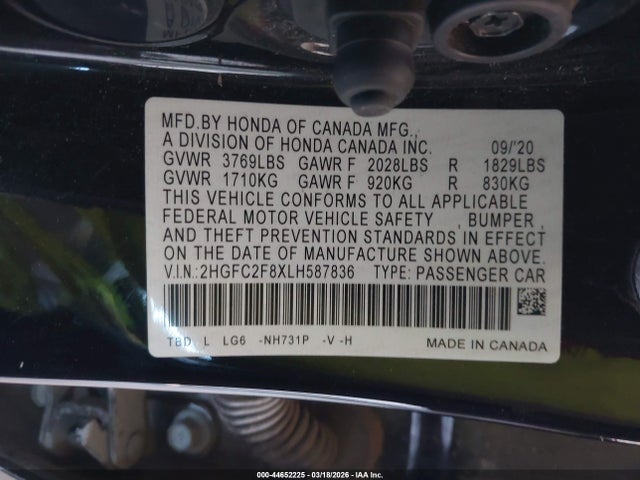 MFD.BY HONDA OF CANADA MFG.,
A DIVISION OF HONDA CANADA INC. 09/'20
GVWR 3769LBS GAWR F 2028LBS R 1829LBS
GVWR 1710KG GAWR F 920KG R 830KG
THIS VEHICLE CONFORMS TO ALL APPLICABLE
FEDERAL MOTOR VEHICLE SAFETY , BUMPER ,
AND THEFT PREVENTION STANDARDS IN EFFECT
ON THE DATE OF MANUFACTURE SHOWN ABOVE.
V.I.N.:2HGFC2F8XLH587836 TYPE: PASSENGER CAR
TBD L LG6 -NH731P -V -H MADE IN CANADA
000-44652225 - 03/18/2026 - IAA Inc.